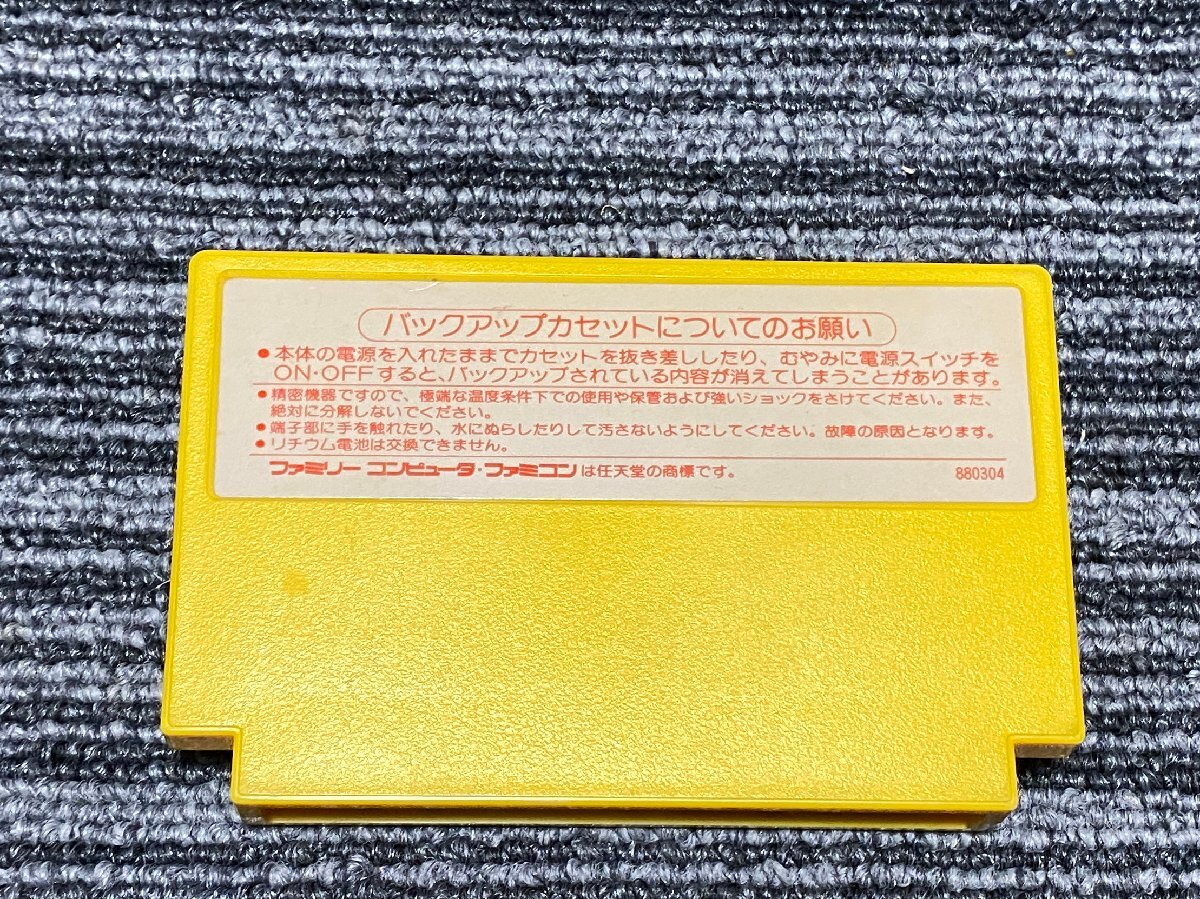 バックアップカセットについてのお願い
●本体の電源を入れたままでカセットを抜き差ししたり、むやみに電源スイッチを
ON・OFFすると、バックアップされている内容が消えてしまうことがあります。
●精密機器ですので、極端な温度条件下での使用や保管および強いショックをさけてください。また、
絶対に分解しないでください。
●端子部に手を触れたり、水にぬらしたりして汚さないようにしてください。故障の原因となります。
●リチウム電池は交換できません。
ファミリー コンピュータ・ファミコンは任天堂の商標です。
880304